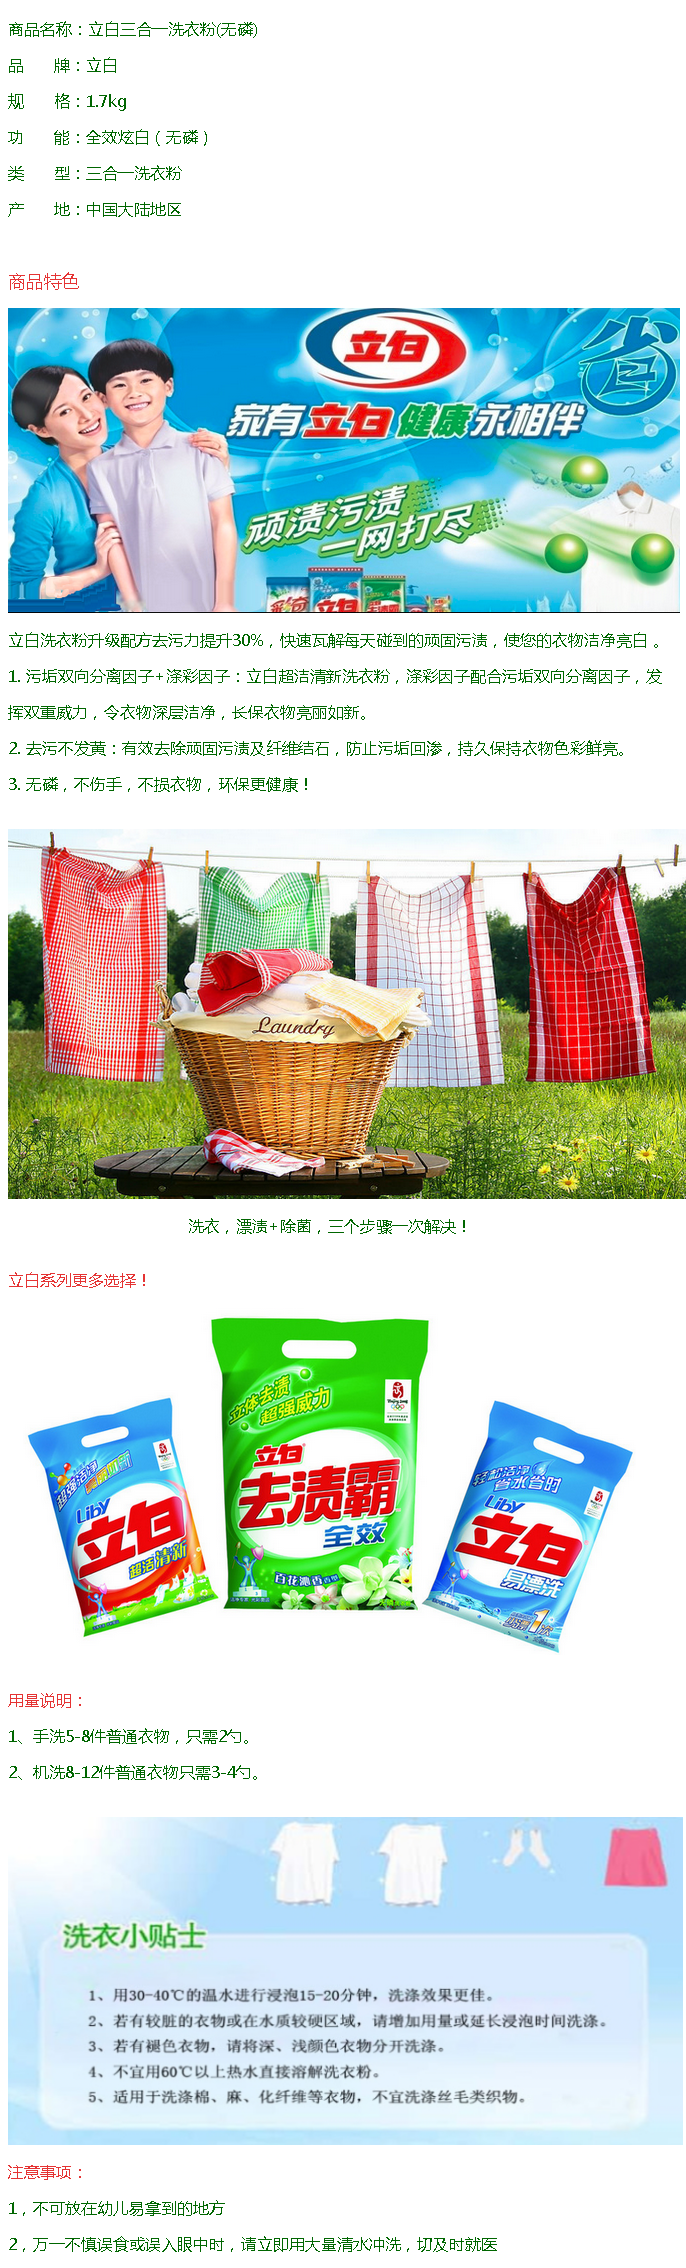 商品名称：立白三合一洗衣粉(无磷)
品 牌：立白
规 格：1.7kg
功 能：全效炫白（无磷）
类 型：三合一洗衣粉
产 地：中国大陆地区
商品特色
立白
省
家有立白健康永相伴
顽渍污渍
一网打尽
立白洗衣粉升级配方去污力提升30%，快速瓦解每天碰到的顽固污渍，使您的衣物洁净亮白 。
1. 污垢双向分离因子+涤彩因子：立白超洁清新洗衣粉，涤彩因子配合污垢双向分离因子，发
挥双重威力，令衣物深层洁净，长保衣物亮丽如新。
2. 去污不发黄：有效去除顽固污渍及纤维结石，防止污垢回渗，持久保持衣物色彩鲜亮。
3. 无磷，不伤手，不损衣物，环保更健康！
Laundry
洗衣，漂渍+除菌，三个步骤一次解决！
立白系列更多选择！
立体去渍
超强威力
Beijing 2008
立白
去渍霸
全效
百花沁香
超强洁净
Liby
立白
超洁清新
轻松洁净
省水省时
Liby
立白
易漂洗
1次
用量说明：
1、手洗5-8件普通衣物，只需2勺。
2、机洗8-12件普通衣物只需3-4勺。
洗衣小贴士
1、用30-40℃的温水进行浸泡15-20分钟，洗涤效果更佳。
2、若有较脏的衣物或在水质较硬区域，请增加用量或延长浸泡时间洗涤。
3、若有褪色衣物，请将深、浅颜色衣物分开洗涤。
4、不宜用60℃以上热水直接溶解洗衣粉。
5、适用于洗涤棉、麻、化纤维等衣物，不宜洗涤丝毛类织物。
注意事项：
1，不可放在幼儿易拿到的地方
2，万一不慎误食或误入眼中时，请立即用大量清水冲洗，切及时就医